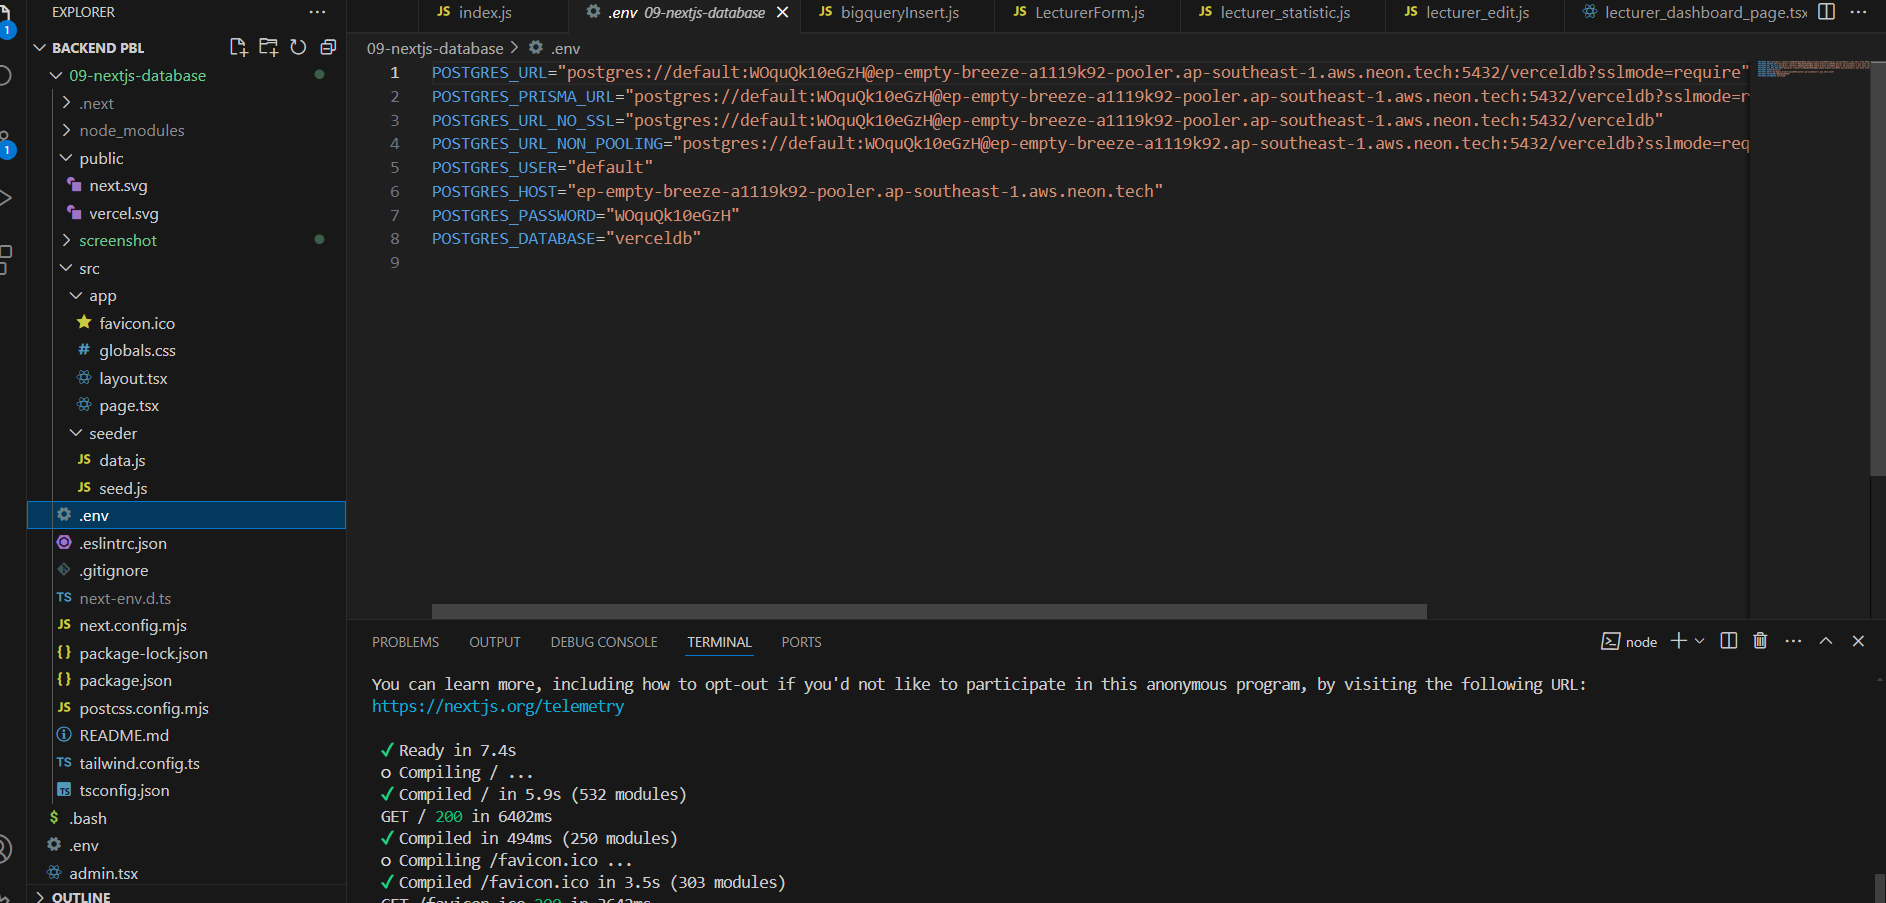 EXPLORER
BACKEND PBL
09-nextjs-database
.next
node_modules
public
next.svg
vercel.svg
screenshot
src
app
favicon.ico
globals.css
layout.tsx
page.tsx
seeder
data.js
seed.js
.env
.eslintrc.json
.gitignore
next-env.d.ts
next.config.mjs
package-lock.json
package.json
postcss.config.mjs
README.md
tailwind.config.ts
tsconfig.json
.bash
.env
admin.tsx
OUTLINE
JS index.js
.env 09-nextjs-database
JS bigqueryInsert.js
JS LecturerForm.js
JS lecturer_statistic.js
JS lecturer_edit.js
lecturer_dashboard_page.tsx
09-nextjs-database > .env
1 POSTGRES_URL="postgres://default:WOquQk10eGzH@ep-empty-breeze-a1119k92-pooler.ap-southeast-1.aws.neon.tech:5432/verceldb?sslmode=require"
2 POSTGRES_PRISMA_URL="postgres://default:WOquQk10eGzH@ep-empty-breeze-a1119k92-pooler.ap-southeast-1.aws.neon.tech:5432/verceldb?sslmode=r
3 POSTGRES_URL_NO_SSL="postgres://default:WOquQk10eGzH@ep-empty-breeze-a1119k92-pooler.ap-southeast-1.aws.neon.tech:5432/verceldb"
4 POSTGRES_URL_NON_POOLING="postgres://default:WOquQk10eGzH@ep-empty-breeze-a1119k92.ap-southeast-1.aws.neon.tech:5432/verceldb?sslmode=req
5 POSTGRES_USER="default"
6 POSTGRES_HOST="ep-empty-breeze-a1119k92-pooler.ap-southeast-1.aws.neon.tech"
7 POSTGRES_PASSWORD="WOquQk10eGzH"
8 POSTGRES_DATABASE="verceldb"
9
PROBLEMS OUTPUT DEBUG CONSOLE TERMINAL PORTS
node
You can learn more, including how to opt-out if you'd not like to participate in this anonymous program, by visiting the following URL:
https://nextjs.org/telemetry
✓ Ready in 7.4s
o Compiling / ...
✓ Compiled / in 5.9s (532 modules)
GET / 200 in 6402ms
✓ Compiled in 494ms (250 modules)
o Compiling /favicon.ico ...
✓ Compiled /favicon.ico in 3.5s (303 modules)
GET /favicon.ico 200 in 3642ms